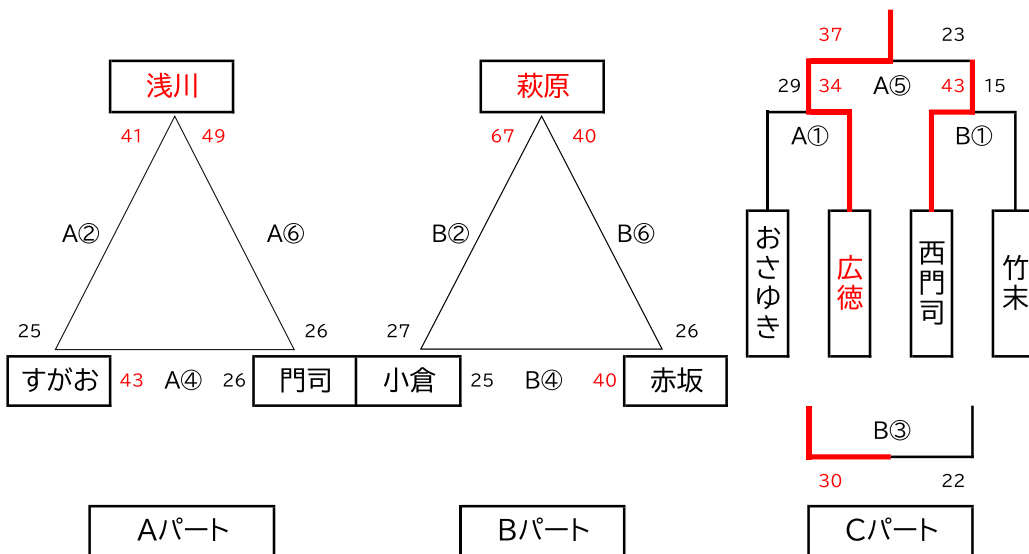 37 23
浅川 萩原
29 34 A⑤ 43 15
41 49 67 40
A① B①
A② A⑥ B② B⑥
おさゆき 広徳 西門司 竹末
25 26 27 26
すがお 43 A④ 26 門司 小倉 25 B④ 40 赤坂
B③
30 22
Aパート Bパート Cパート